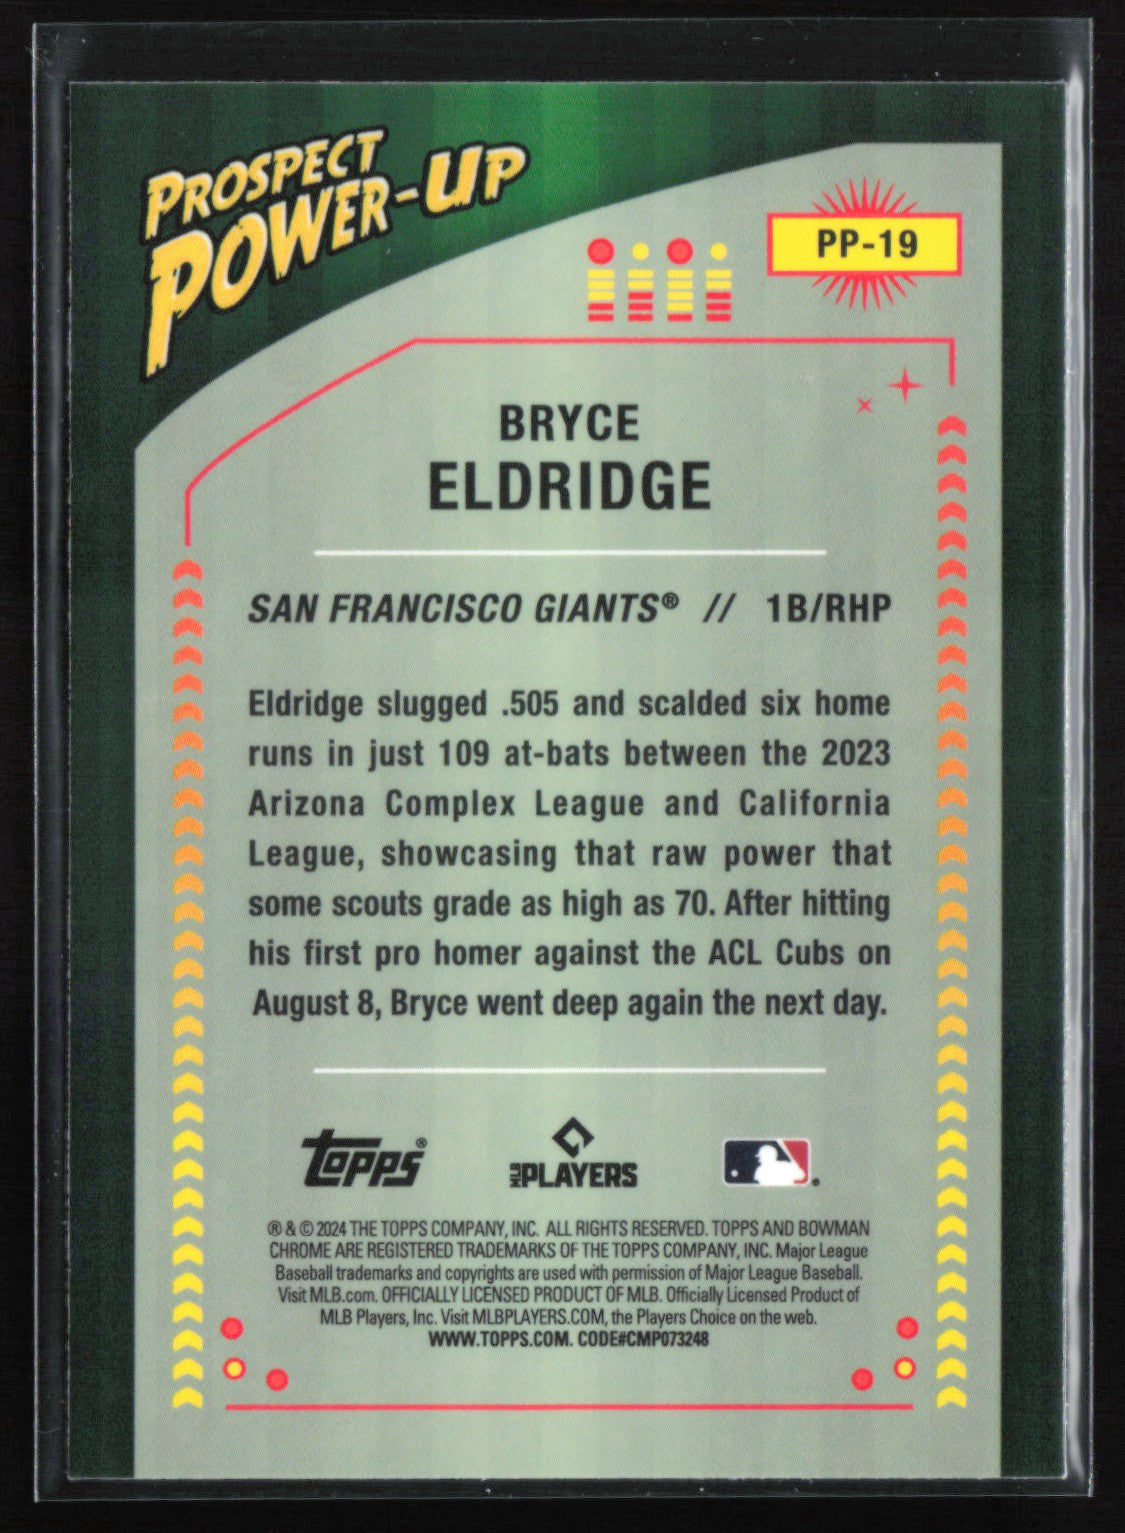 PROSPECT
POWER-UP
PP-19
BRYCE
ELDRIDGE
SAN FRANCISCO GIANTS® // 1B/RHP
Eldridge slugged .505 and scalded six home
runs in just 109 at-bats between the 2023
Arizona Complex League and California
League, showcasing that raw power that
some scouts grade as high as 70. After hitting
his first pro homer against the ACL Cubs on
August 8, Bryce went deep again the next day.
Topps® MLB PLAYERS ®
® & © 2024 THE TOPPS COMPANY, INC. ALL RIGHTS RESERVED. TOPPS AND BOWMAN
CHROME ARE REGISTERED TRADEMARKS OF THE TOPPS COMPANY, INC. Major League
Baseball trademarks and copyrights are used with permission of Major League Baseball.
Visit MLB.com. OFFICIALLY LICENSED PRODUCT OF MLB. Officially Licensed Product of
MLB Players, Inc. Visit MLBPLAYERS.COM, the Players Choice on the web.
WWW.TOPPS.COM. CODE#CMP073248